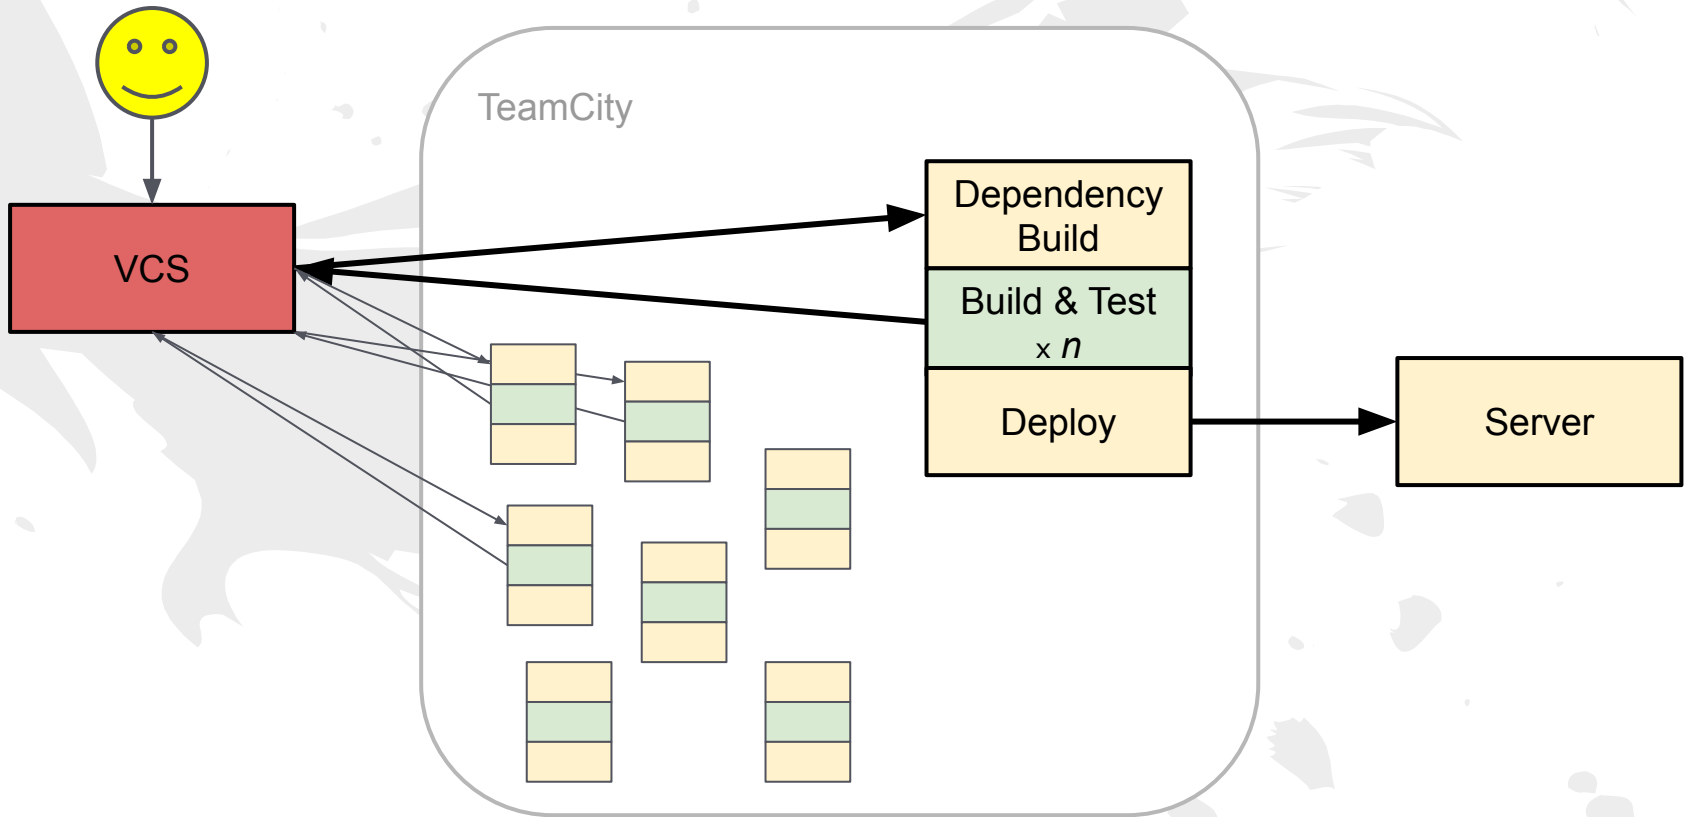 TeamCity
VCS
Dependency
Build
Build & Test
x n
Deploy
Server